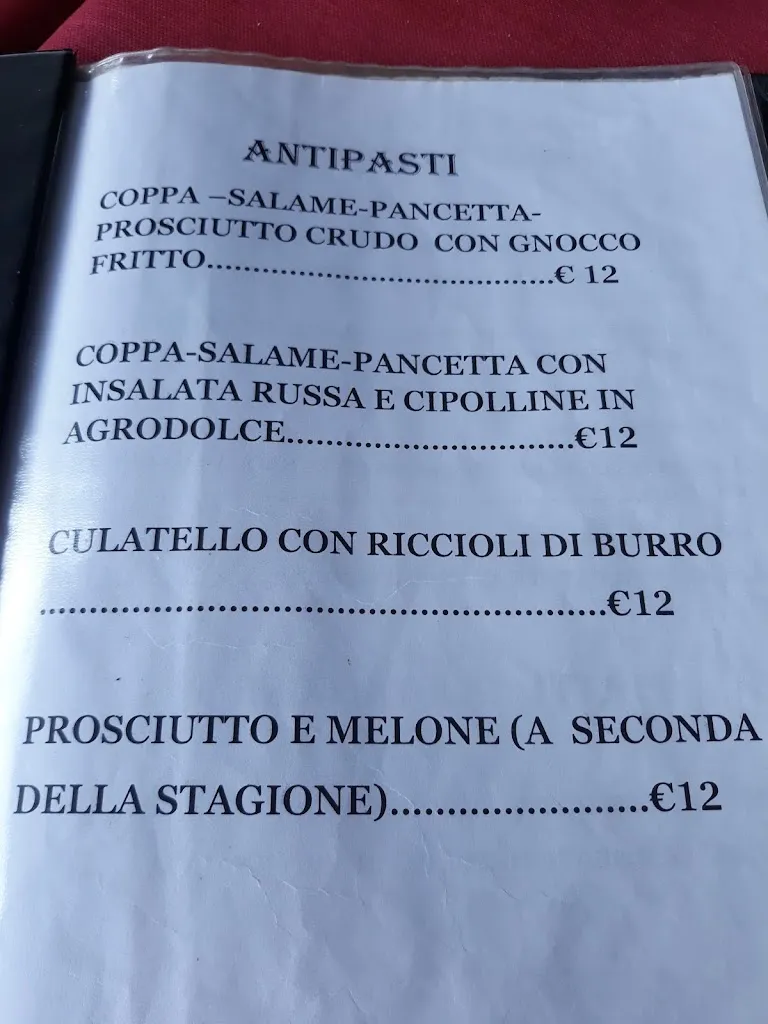 ANTIPASTI
COPPA –SALAME-PANCETTA-
PROSCIUTTO CRUDO CON GNOCCO
FRITTO.....................................€ 12
COPPA-SALAME-PANCETTA CON
INSALATA RUSSA E CIPOLLINE IN
AGRODOLCE...............................€12
CULATELLO CON RICCIOLI DI BURRO
.........................................................€12
PROSCIUTTO E MELONE (A SECONDA
DELLA STAGIONE).......................€12